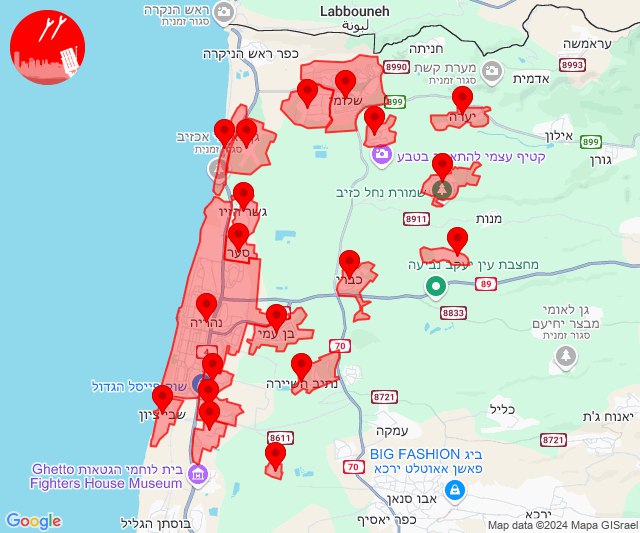 ראש הנקרה
סגור זמנית
Labbouneh
لبونة
כפר ראש הניקרה
חניתה
עראמשה
מערת קשת
סגור זמנית
אדמית
8990
8993
שלומי
899
יערה
אילון
899
גורן
אכזיב
סגור זמנית
קטיף עצמי להתא
בטבע
שמורת נחל כזיב
גשר הזיו
8911
מנות
סער
מחצבת עין יעקב נביעה
כברי
89
8833
נהריה
גן לאומי
מבצר יחיעם
סגור זמנית
בן עמי
4
70
שוק פייסל הגדול
נתיב השיירה
8721
8721
שבי ציון
כליל
יאנוח ג'ת
עמקה
8611
ביג BIG FASHION
פאשן אאוטלט ירכא
בית לוחמי הגטאות
Ghetto
Fighters House Museum
70
אבו סנאן
ירכא
כפר יאסיף
בוסתן הגליל
Google
Map data ©2024 Mapa GISrael